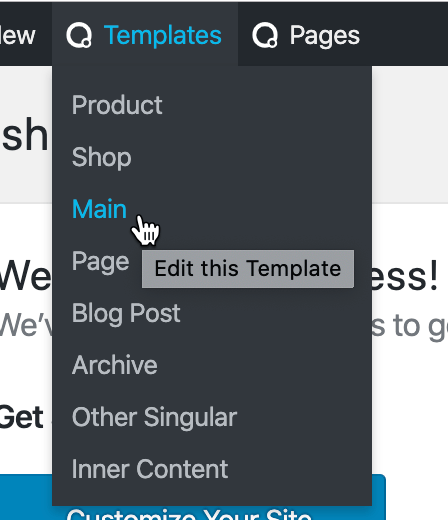 Templates Pages
Product
sh
Shop
Main
We
ess!
Page
Edit this Template
We'v
s to g
Blog Post
Archive
Get
Other Singular
Inner Content
Customize Your Site